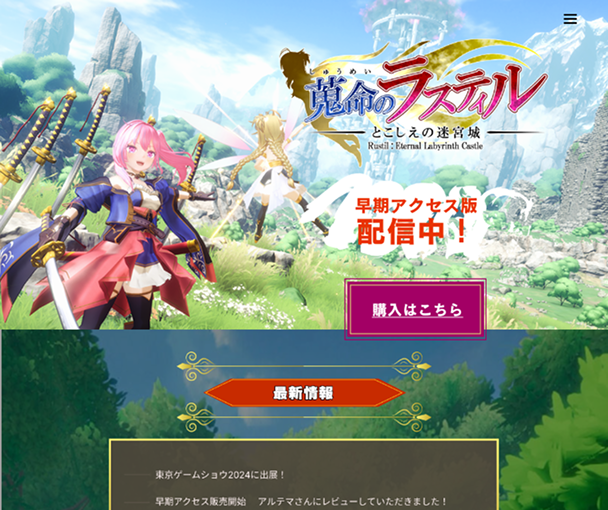 しゅうめい
蒐命のラスティル
とこしえの迷宮城
Rustil : Eternal Labyrinth Castle
早期アクセス版
配信中！
購入はこちら
最新情報
東京ゲームショウ2024に出展！
早期アクセス販売開始　アルテマさんにレビューしていただきました！